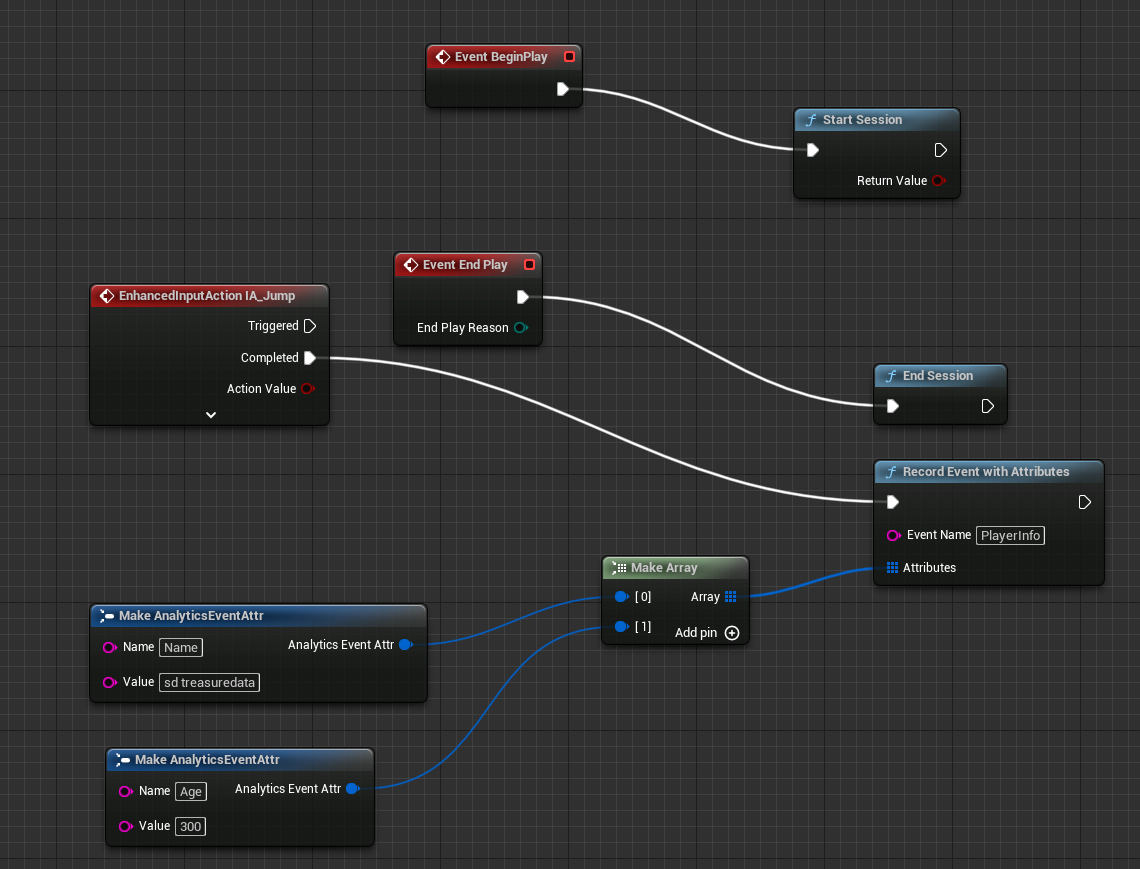 Event BeginPlay
Start Session
Return Value
Event End Play
End Play Reason
EnhancedInputAction IA_Jump
Triggered
Completed
Action Value
End Session
Record Event with Attributes
Event Name PlayerInfo
Attributes
Make Array
[ 0] Array
[ 1] Add pin
Make AnalyticsEventAttr
Name Name Analytics Event Attr
Value sd treasuredata
Make AnalyticsEventAttr
Name Age Analytics Event Attr
Value 300